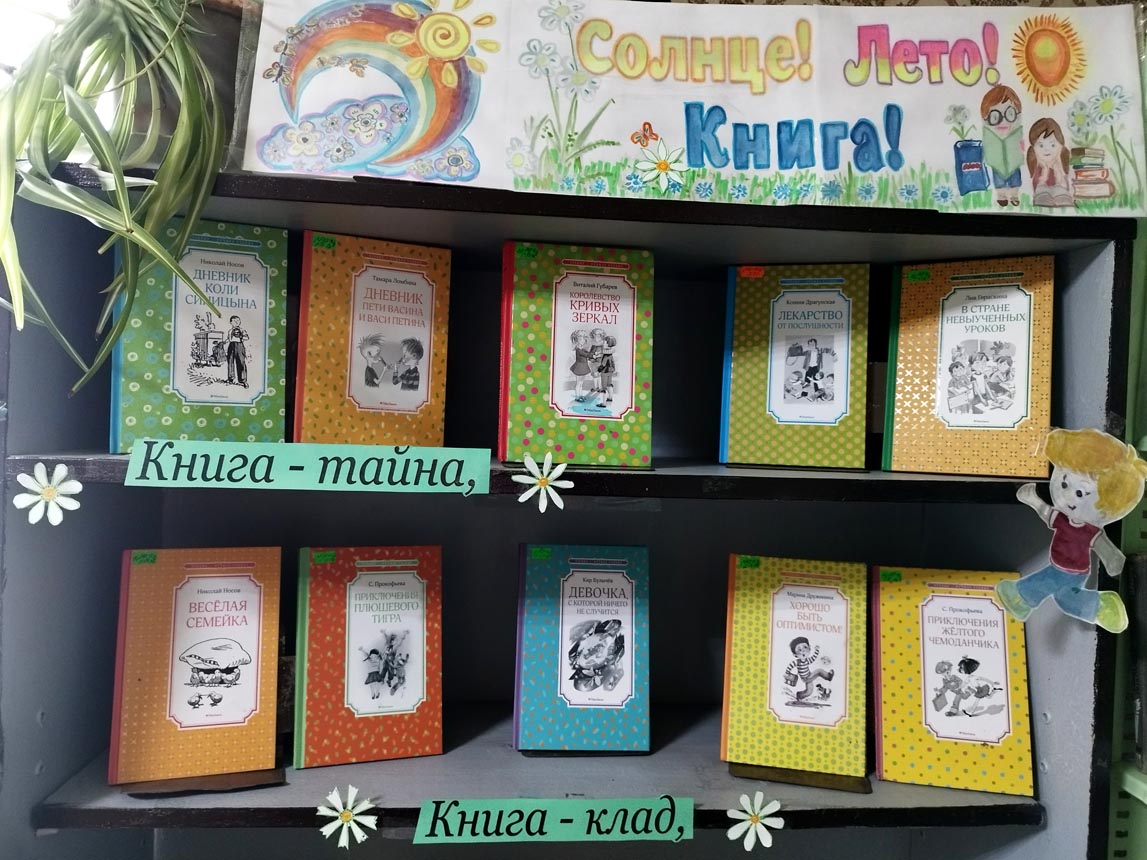 Солнце! Лето!
Книга!
Николай Носов
ДНЕВНИК
КОЛИ
СИНИЦЫНА
Тамара Ломбина
ДНЕВНИК
ПЕТИ ВАСИНА
И ВАСИ ПЕТИНА
Виталий Губарев
КОРОЛЕВСТВО
КРИВЫХ
ЗЕРКАЛ
Ксения Драгунская
ЛЕКАРСТВО
ОТ ПОСЛУШНОСТИ
Лия Гераскина
В СТРАНЕ
НЕВЫУЧЕННЫХ
УРОКОВ
Книга - тайна,
Николай Носов
ВЕСЁЛАЯ
СЕМЕЙКА
С. Прокофьева
ПРИКЛЮЧЕНИЯ
ПЛЮШЕВОГО
ТИГРА
Кир Булычёв
ДЕВОЧКА,
С КОТОРОЙ НИЧЕГО
НЕ СЛУЧИТСЯ
Марина Дружинина
ХОРОШО
БЫТЬ
ОПТИМИСТОМ!
С. Прокофьева
ПРИКЛЮЧЕНИЯ
ЖЁЛТОГО
ЧЕМОДАНЧИКА
Книга - клад,